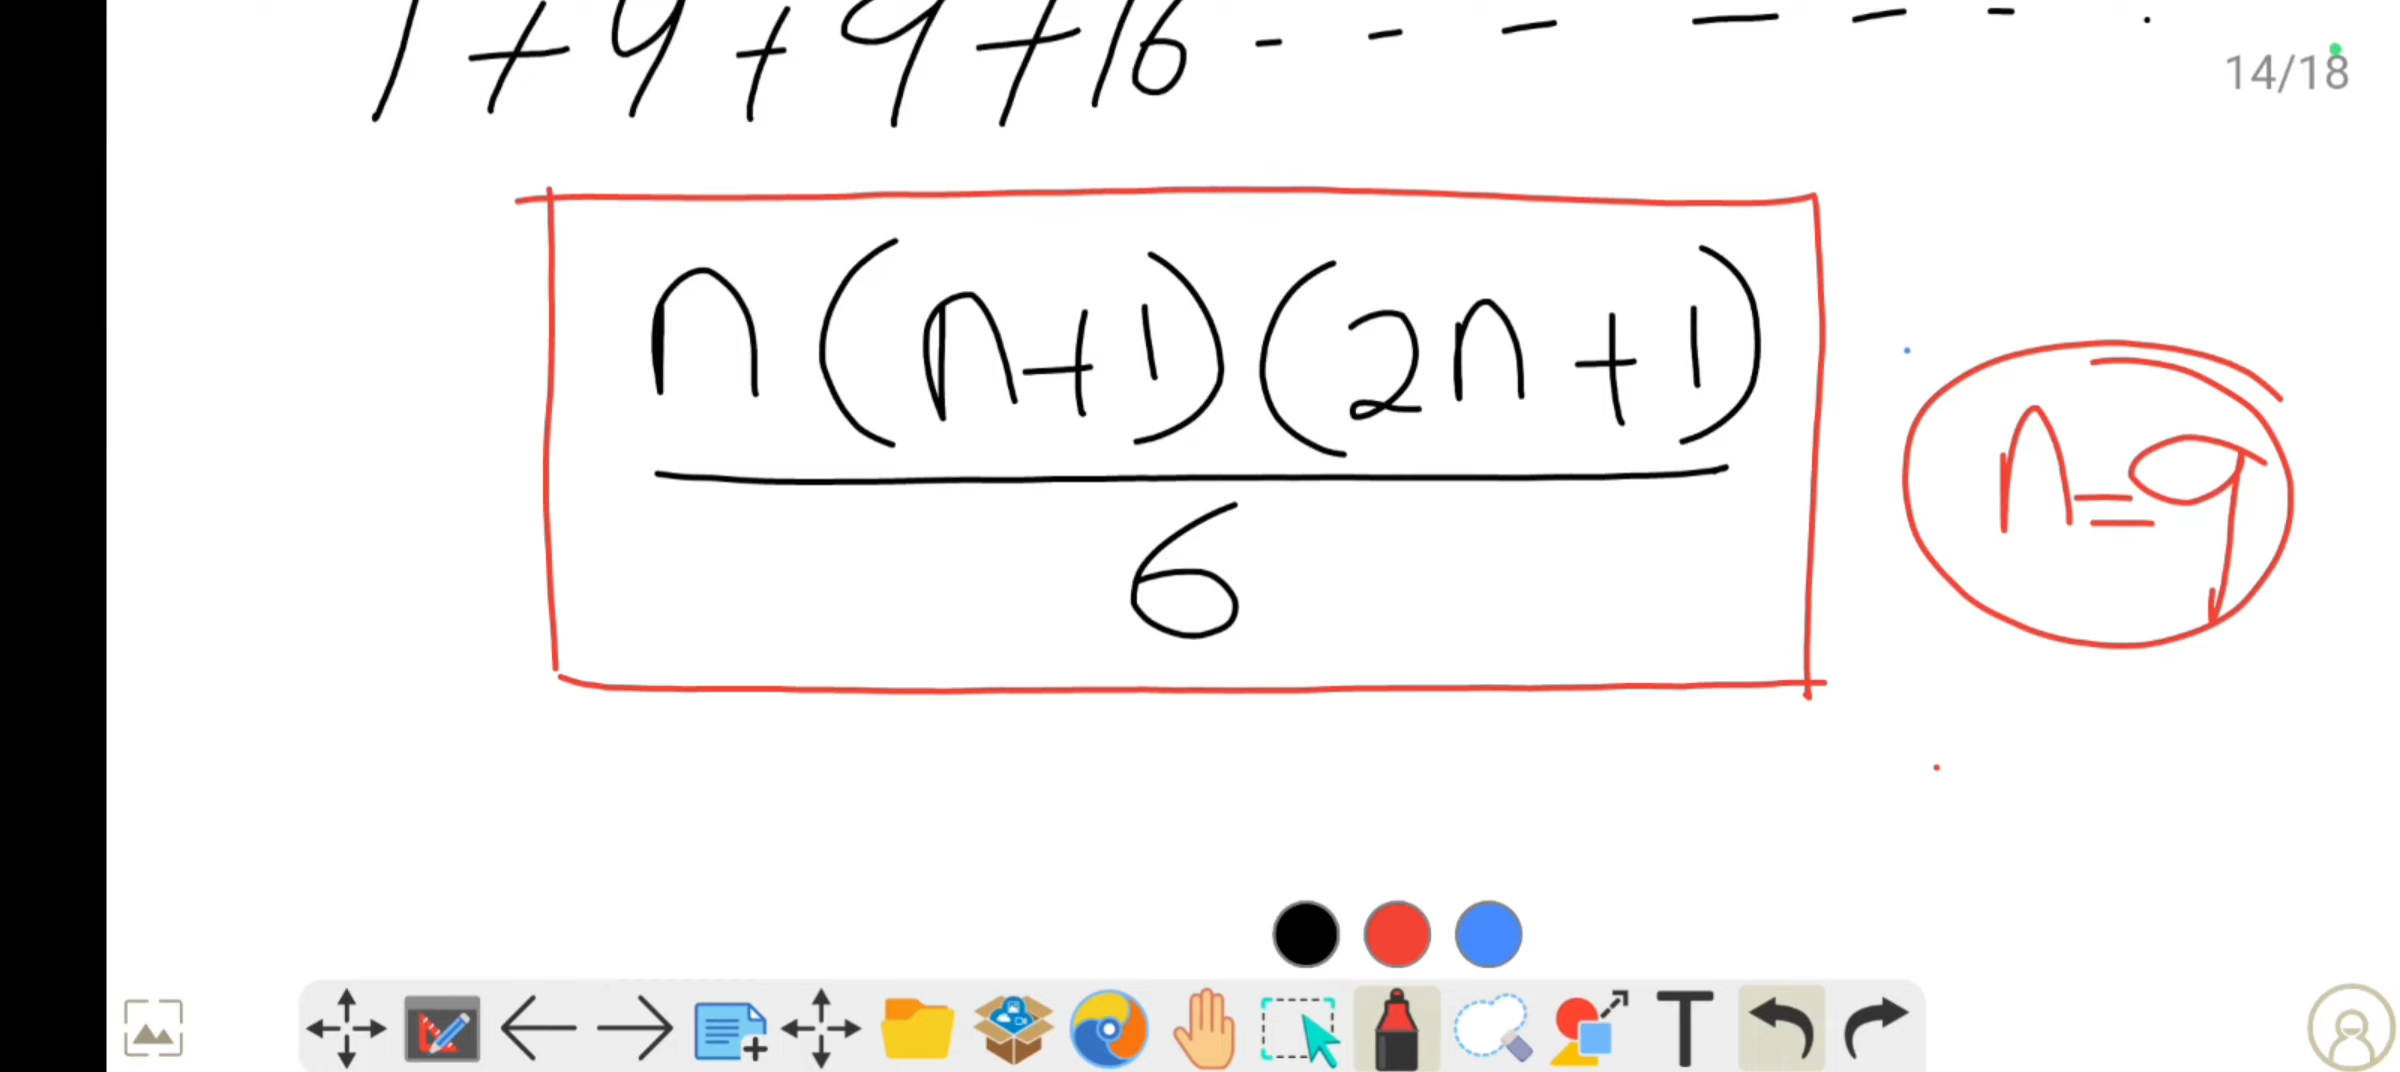 1 + 4 + 9 + 16 - - - - - - .
14/18
n(n+1)(2n+1)
6
n=9
T